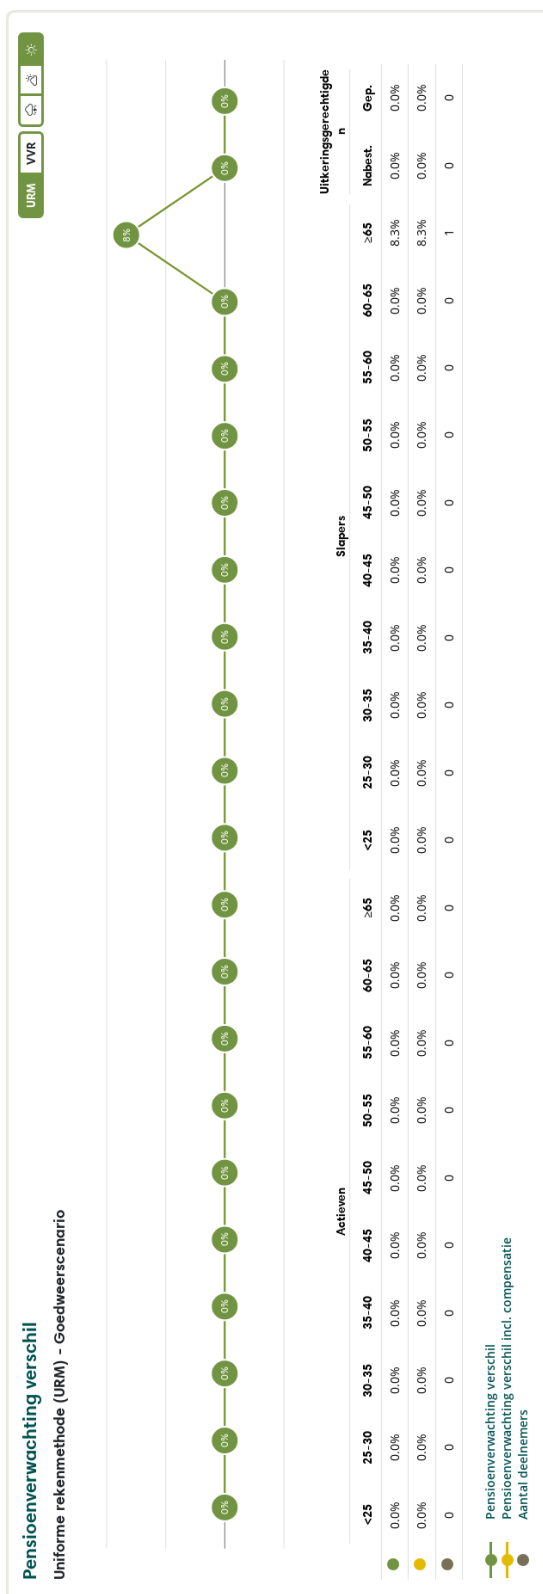 Pensioenverwachting verschil
Uniforme rekenmethode (URM) - Goedweerscenario
URM VVR
0% 0% 0% 0% 0% 0% 0% 0% 0% 0% 0% 0% 0% 0% 0% 0% 0% 0% 0% 8% 0% 0%
Actieven Slapers Uitkeringsgerechtigde
n
<25 25-30 30-35 35-40 40-45 45-50 50-55 55-60 60-65 ≥65 <25 25-30 30-35 35-40 40-45 45-50 50-55 55-60 60-65 ≥65 Nabest. Gep.
0.0% 0.0% 0.0% 0.0% 0.0% 0.0% 0.0% 0.0% 0.0% 0.0% 0.0% 0.0% 0.0% 0.0% 0.0% 0.0% 0.0% 0.0% 0.0% 8.3% 0.0% 0.0%
0.0% 0.0% 0.0% 0.0% 0.0% 0.0% 0.0% 0.0% 0.0% 0.0% 0.0% 0.0% 0.0% 0.0% 0.0% 0.0% 0.0% 0.0% 0.0% 8.3% 0.0% 0.0%
0 0 0 0 0 0 0 0 0 0 0 0 0 0 0 0 0 0 0 1 0 0
Pensioenverwachting verschil
Pensioenverwachting verschil incl. compensatie
Aantal deelnemers